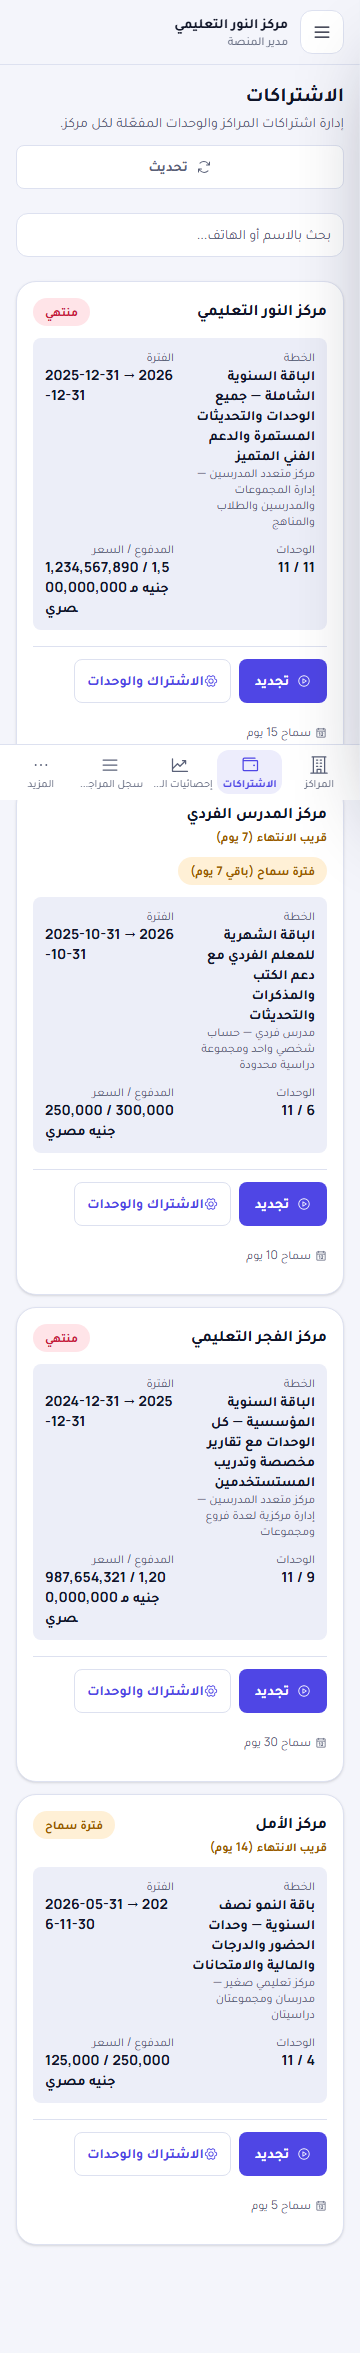 مركز النور التعليمي
مدير المنصة
الاشتراكات
إدارة اشتراكات المراكز والوحدات المفعّلة لكل مركز.
تحديث
بحث بالاسم أو الهاتف...
مركز النور التعليمي
منتهي
الخطة
الباقة السنوية
الشاملة — جميع
الوحدات والتحديثات
المستمرة والدعم
الفني المتميز
مركز متعدد المدرسين —
إدارة المجموعات
والمدرسين والطلاب
والمناهج
الفترة
2025-12-31 → 2026
-12-31
الوحدات
11 / 11
المدفوع / السعر
1,234,567,890 / 1,5
00,000,000 جنيه م
صري
تجديد
الاشتراك والوحدات
سماح 15 يوم
المراكز
الاشتراكات
إحصائيات الـ...
سجل المراج...
المزيد
مركز المدرس الفردي
قريب الانتهاء (7 يوم)
فترة سماح (باقي 7 يوم)
الخطة
الباقة الشهرية
للمعلم الفردي مع
دعم الكتب
والمذكرات
والتحديثات
مدرس فردي — حساب
شخصي واحد ومجموعة
دراسية محدودة
الفترة
2025-10-31 → 2026
-10-31
الوحدات
11 / 6
المدفوع / السعر
250,000 / 300,000
جنيه مصري
تجديد
الاشتراك والوحدات
سماح 10 يوم
مركز الفجر التعليمي
منتهي
الخطة
الباقة السنوية
المؤسسية — كل
الوحدات مع تقارير
مخصصة وتدريب
المستستخدمين
مركز متعدد المدرسين —
إدارة مركزية لعدة فروع
ومجموعات
الفترة
2024-12-31 → 2025
-12-31
الوحدات
11 / 9
المدفوع / السعر
987,654,321 / 1,20
0,000,000 جنيه م
صري
تجديد
الاشتراك والوحدات
سماح 30 يوم
مركز الأمل
فترة سماح
قريب الانتهاء (14 يوم)
الخطة
باقة النمو نصف
السنوية — وحدات
الحضور والدرجات
والمالية والامتحانات
مركز تعليمي صغير —
مدرسان ومجموعتان
دراسيتان
الفترة
2026-05-31 → 202
6-11-30
الوحدات
11 / 4
المدفوع / السعر
125,000 / 250,000
جنيه مصري
تجديد
الاشتراك والوحدات
سماح 5 يوم